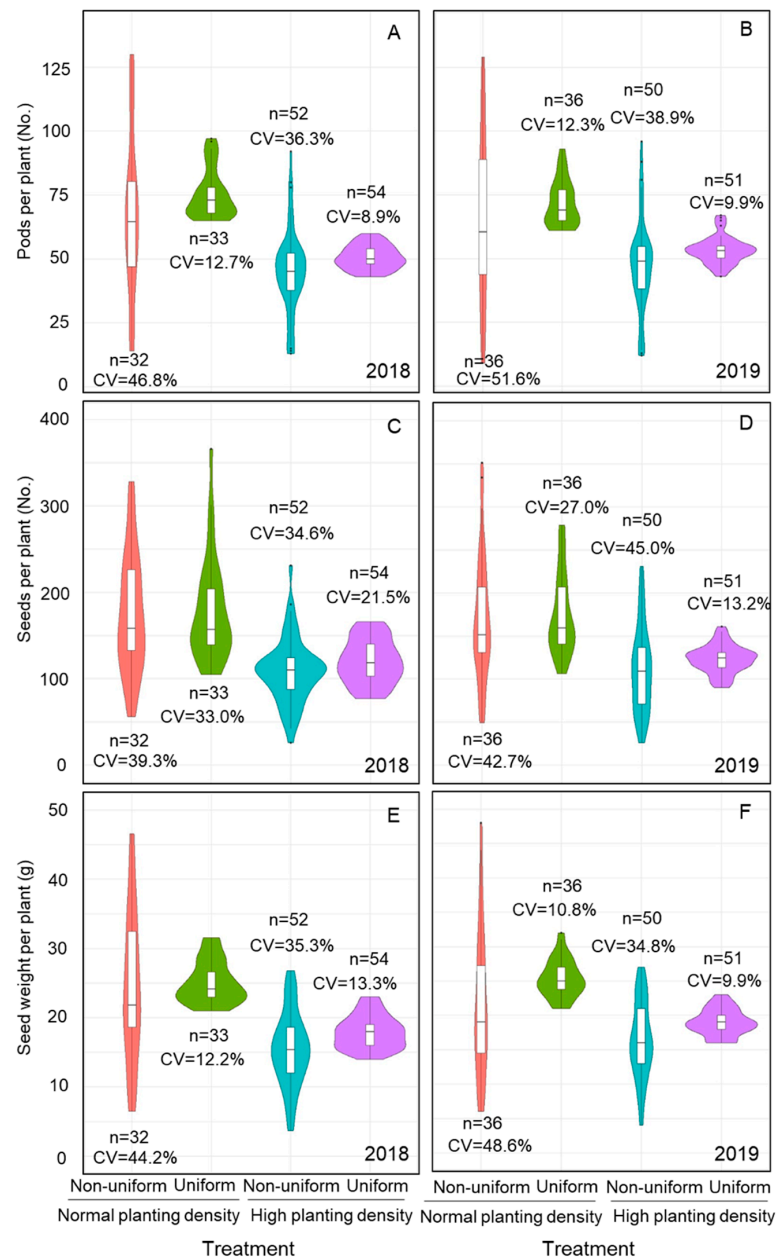 A
B
Pods per plant (No.)
125
100
75
50
25
0
n=32
CV=46.8%
n=33
CV=12.7%
n=52
CV=36.3%
n=54
CV=8.9%
2018
n=36
CV=51.6%
n=36
CV=12.3%
n=50
CV=38.9%
n=51
CV=9.9%
2019
C
D
Seeds per plant (No.)
400
300
200
100
0
n=32
CV=39.3%
n=33
CV=33.0%
n=52
CV=34.6%
n=54
CV=21.5%
2018
n=36
CV=42.7%
n=36
CV=27.0%
n=50
CV=45.0%
n=51
CV=13.2%
2019
E
F
Seed weight per plant (g)
50
40
30
20
10
0
n=32
CV=44.2%
n=33
CV=12.2%
n=52
CV=35.3%
n=54
CV=13.3%
2018
n=36
CV=48.6%
n=36
CV=10.8%
n=50
CV=34.8%
n=51
CV=9.9%
2019
Non-uniform Uniform Non-uniform Uniform
Normal planting density High planting density
Treatment
Non-uniform Uniform Non-uniform Uniform
Normal planting density High planting density
Treatment